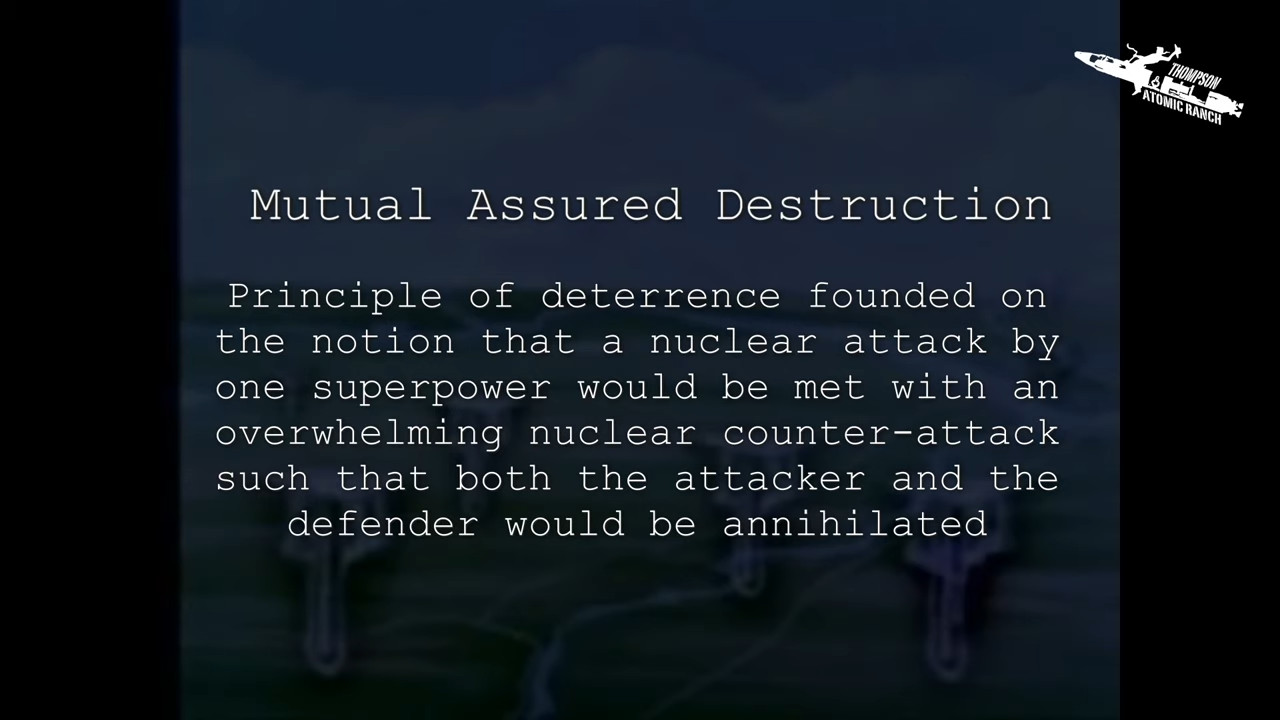 THOMPSON
& 
ATOMIC RANCH
Mutual Assured Destruction
Principle of deterrence founded on
the notion that a nuclear attack by
one superpower would be met with an
overwhelming nuclear counter-attack
such that both the attacker and the
defender would be annihilated